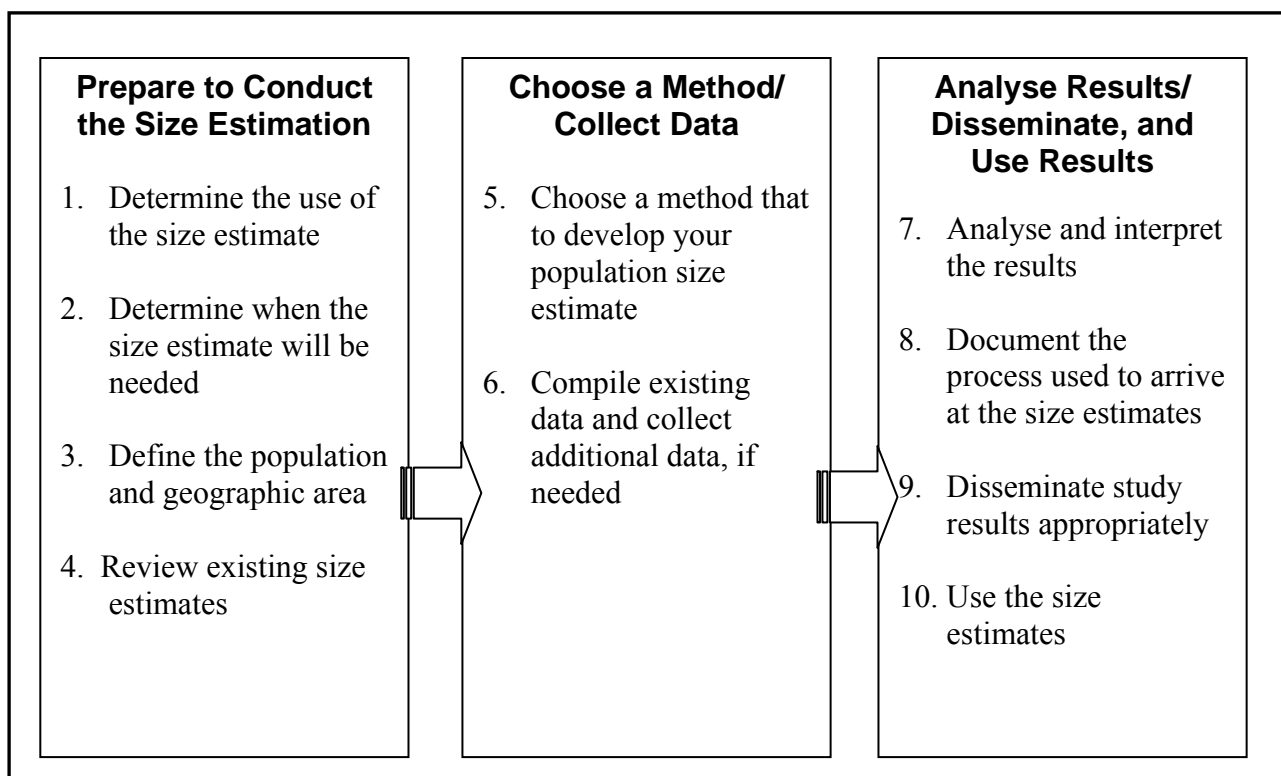 Prepare to Conduct
the Size Estimation
1. Determine the use of
the size estimate
2. Determine when the
size estimate will be
needed
3. Define the population
and geographic area
4. Review existing size
estimates
Choose a Method/
Collect Data
5. Choose a method that
to develop your
population size
estimate
6. Compile existing
data and collect
additional data, if
needed
Analyse Results/
Disseminate, and
Use Results
7. Analyse and interpret
the results
8. Document the
process used to arrive
at the size estimates
9. Disseminate study
results appropriately
10. Use the size
estimates